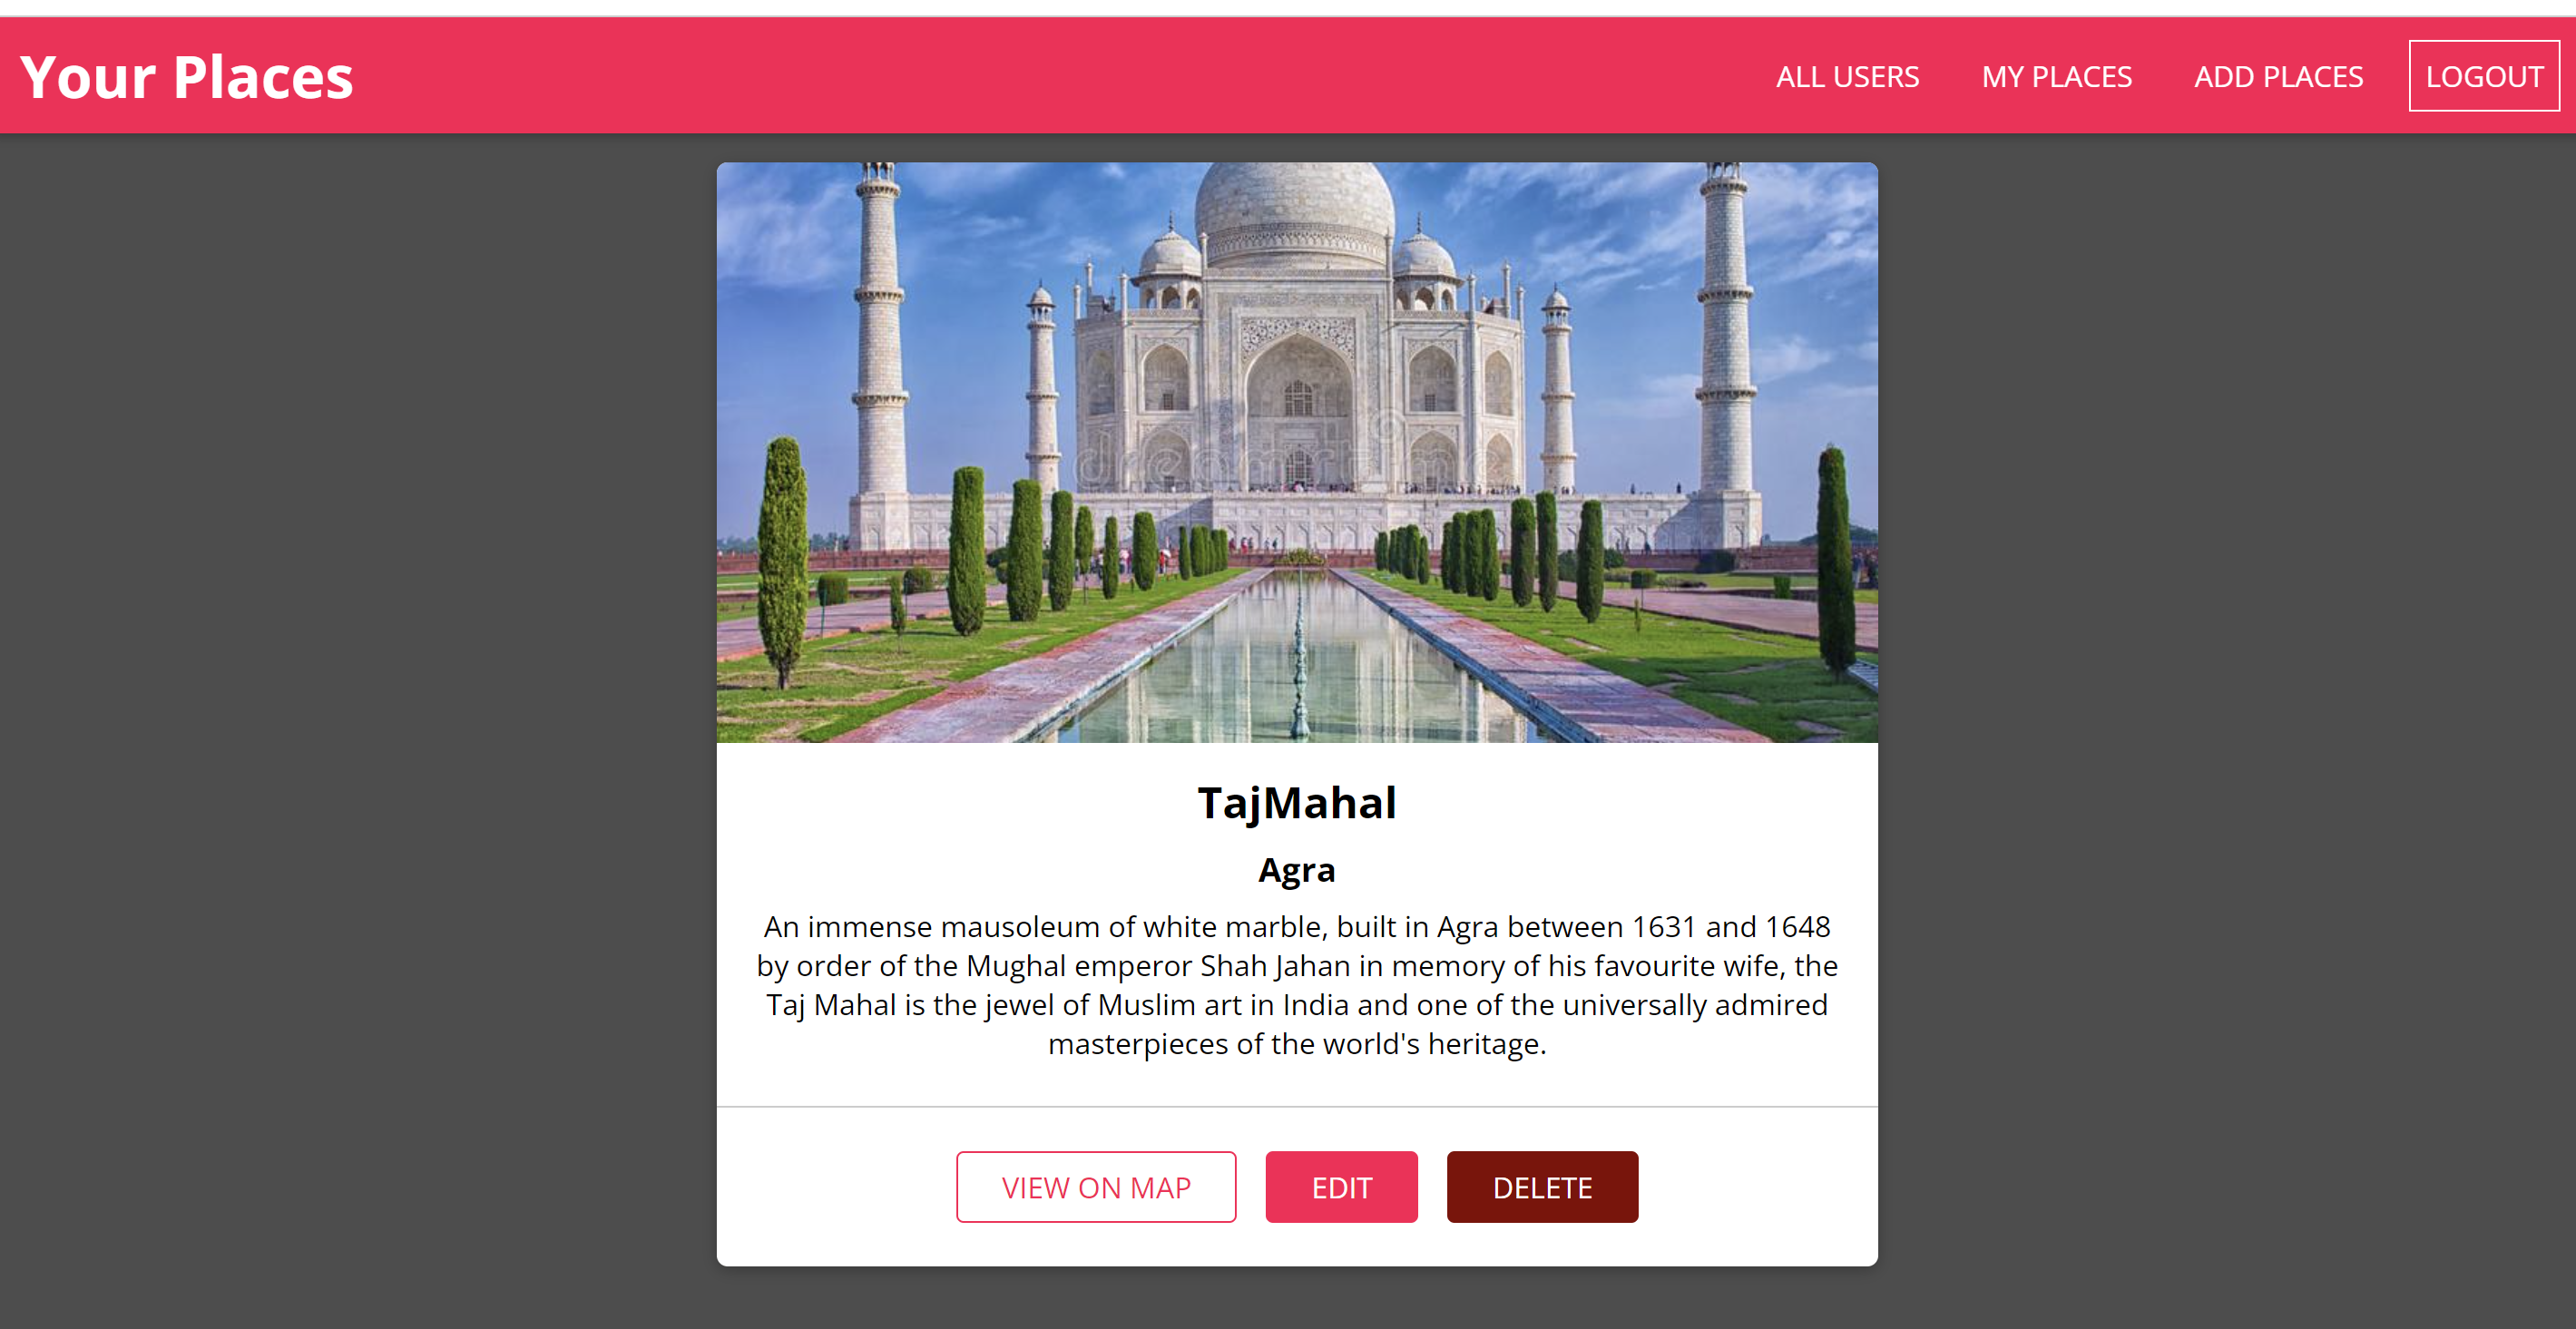 Your Places
ALL USERS
MY PLACES
ADD PLACES
LOGOUT
dreamstime
TajMahal
Agra
An immense mausoleum of white marble, built in Agra between 1631 and 1648
by order of the Mughal emperor Shah Jahan in memory of his favourite wife, the
Taj Mahal is the jewel of Muslim art in India and one of the universally admired
masterpieces of the world's heritage.
VIEW ON MAP
EDIT
DELETE